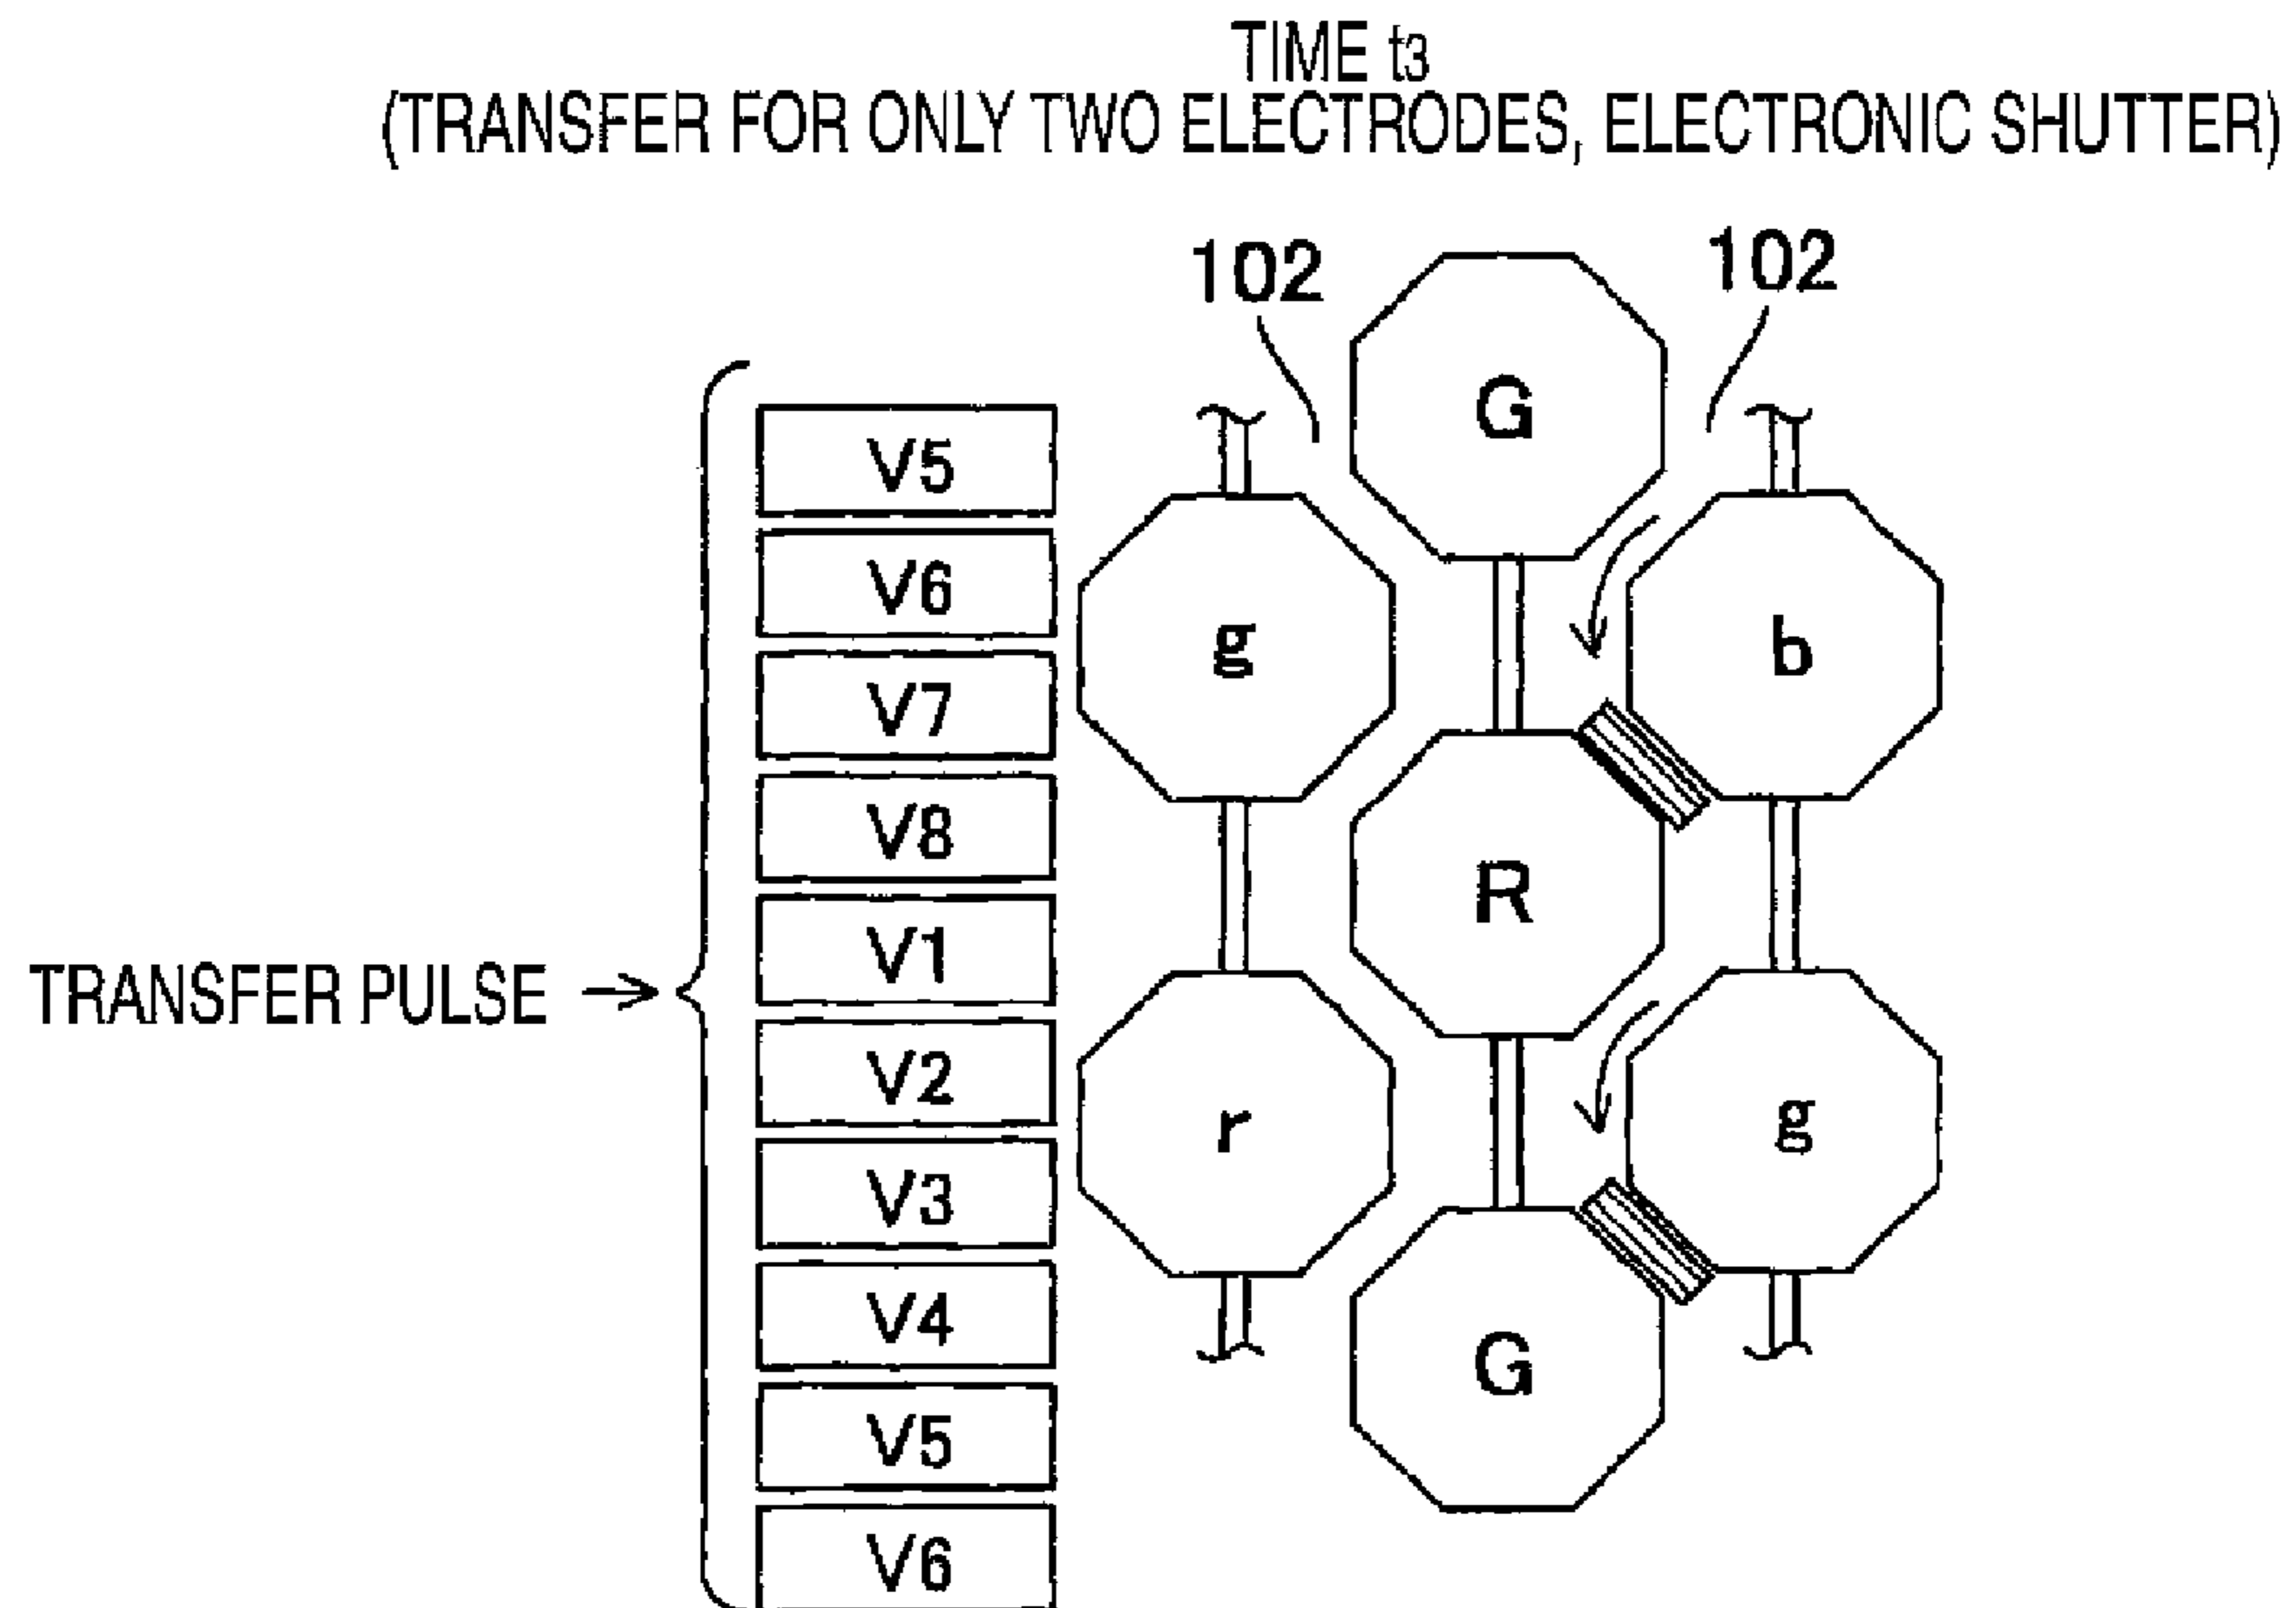 TIME t3
(TRANSFER FOR ONLY TWO ELECTRODES, ELECTRONIC SHUTTER)
102
102
G
V5
V6
g
b
V7
V8
R
V1
TRANSFER PULSE
V2
r
g
V3
V4
G
V5
V6